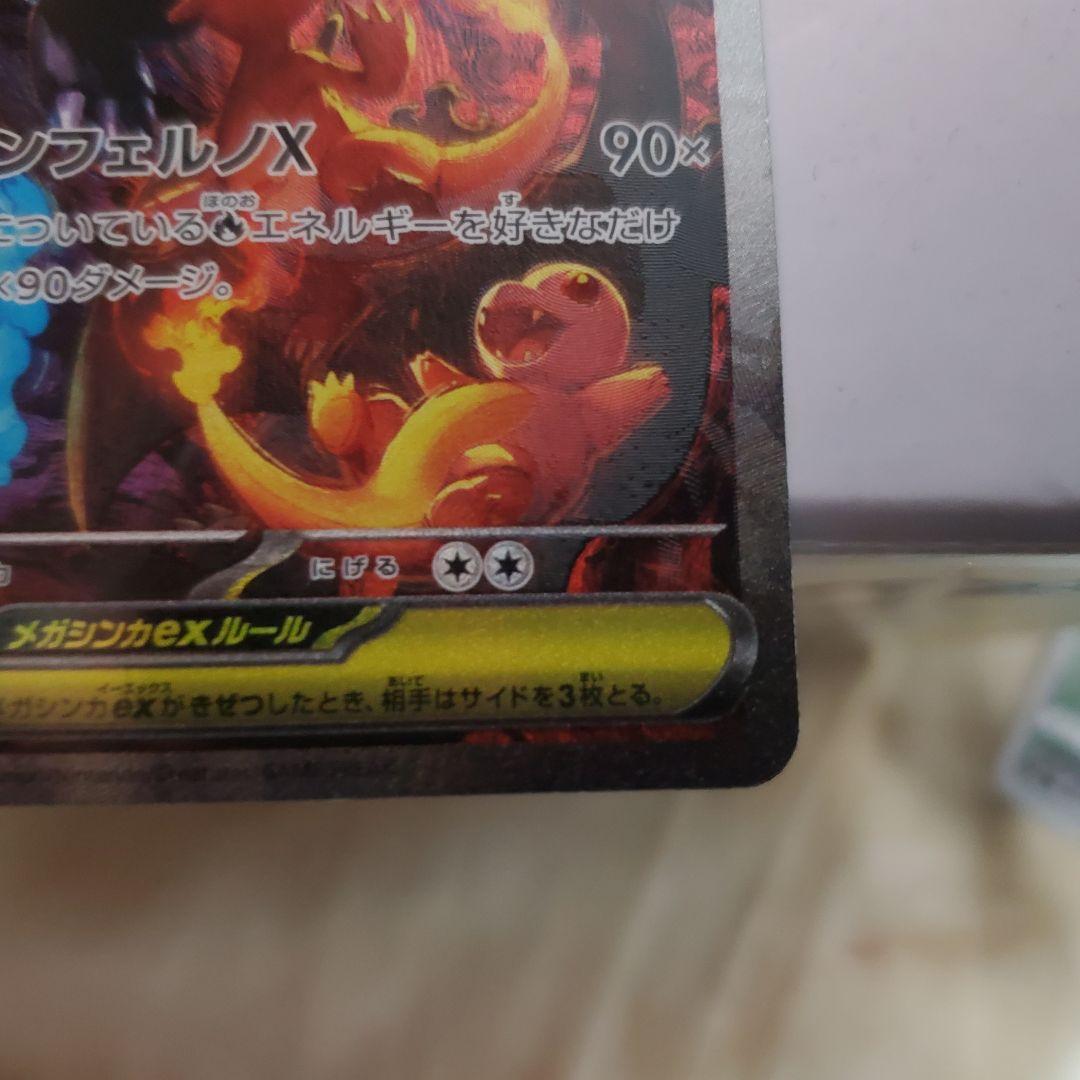 ンフェルノX 90×
についている エネルギーを好きなだけ
×90ダメージ。
にげる
メガシンカexルール
メガシンカexがきぜつしたとき、相手はサイドを3枚とる。